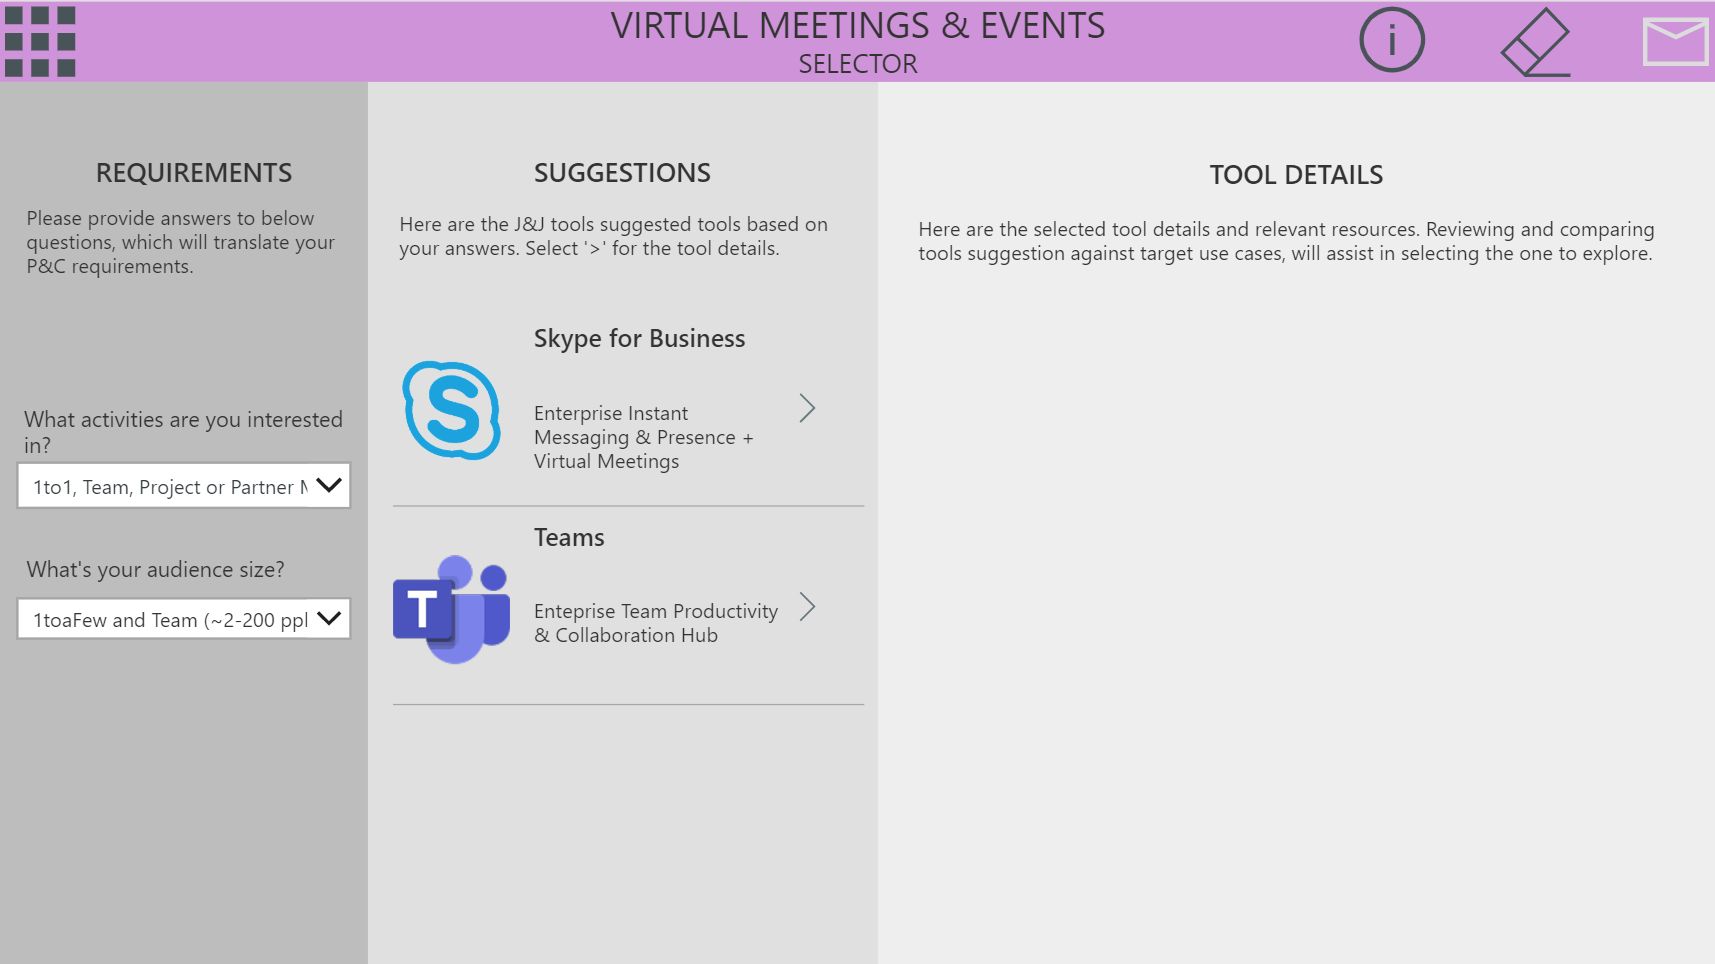 VIRTUAL MEETINGS & EVENTS
SELECTOR
i
REQUIREMENTS
Please provide answers to below
questions, which will translate your
P&C requirements.
What activities are you interested
in?
1to1, Team, Project or Partner
What's your audience size?
1toaFew and Team (~2-200 ppl
SUGGESTIONS
Here are the J&J tools suggested tools based on
your answers. Select '>' for the tool details.
Skype for Business
S
Enterprise Instant
Messaging & Presence +
Virtual Meetings
Teams
T
Enteprise Team Productivity
& Collaboration Hub
TOOL DETAILS
Here are the selected tool details and relevant resources. Reviewing and comparing
tools suggestion against target use cases, will assist in selecting the one to explore.